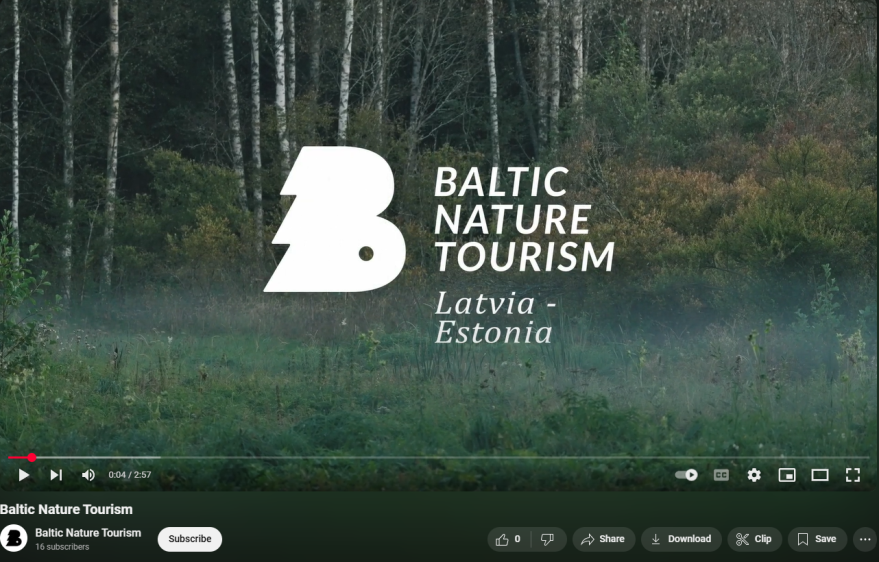 BALTIC
NATURE
TOURISM
Latvia -
Estonia
0:04 / 2:57
CC
Baltic Nature Tourism
Baltic Nature Tourism
16 subscribers
Subscribe
0
Share
Download
Clip
Save